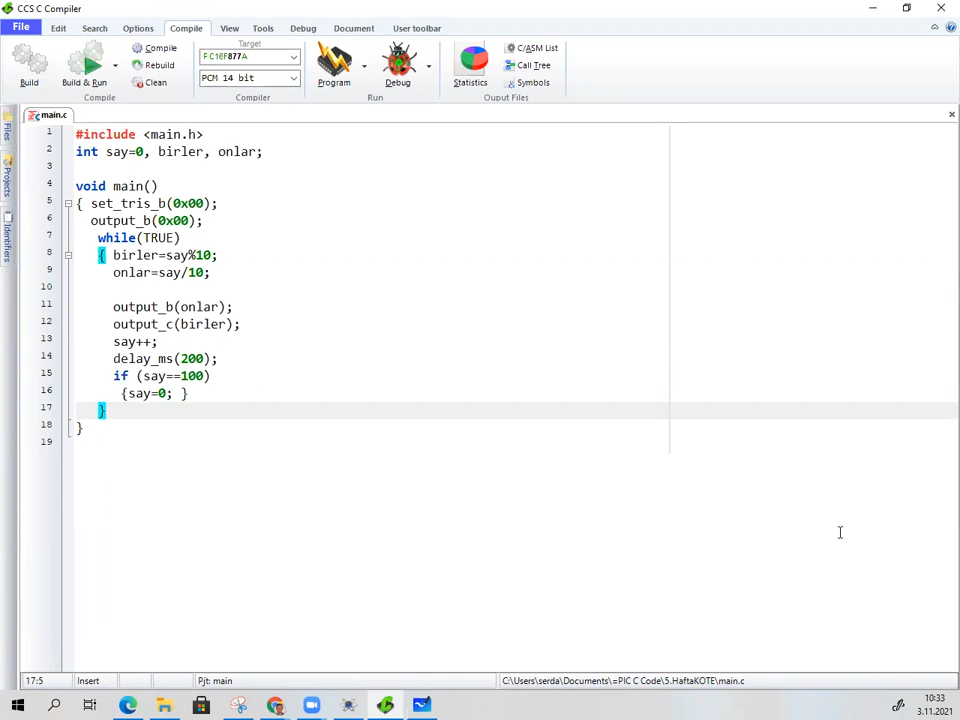 CCS C Compiler
File Edit Search Options Compile View Tools Debug Document User toolbar
Build
Build & Run
Compile
Rebuild
Clean
Compile
Target
PCM 14 bit
Compiler
Program
Debug
Run
Statistics
C/ASM List
Call Tree
Symbols
Ouput Files
main.c
Files
Projects
Identifiers
1 #include <main.h>
2 int say=0, birler, onlar;
3
4 void main()
5 { set_tris_b(0x00);
6 output_b(0x00);
7 while(TRUE)
8 { birler=say%10;
9 onlar=say/10;
10
11 output_b(onlar);
12 output_c(birler);
13 say++;
14 delay_ms(200);
15 if (say==100)
16 {say=0; }
17 }
18 }
19
17:5 Insert Pjt: main C:\Users\serda\Documents\=PIC C Code\5.HaftaKOTE\main.c
10:33
3.11.2021